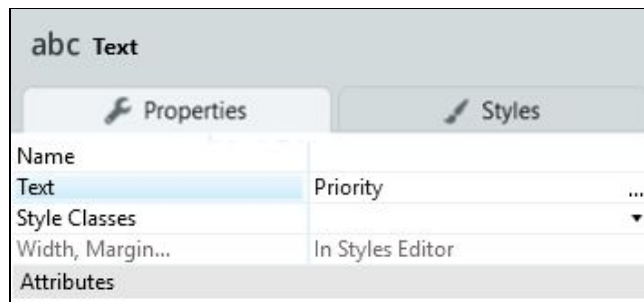 abc Text
Properties Styles
Name
Text Priority ...
Style Classes
Width, Margin... In Styles Editor
Attributes